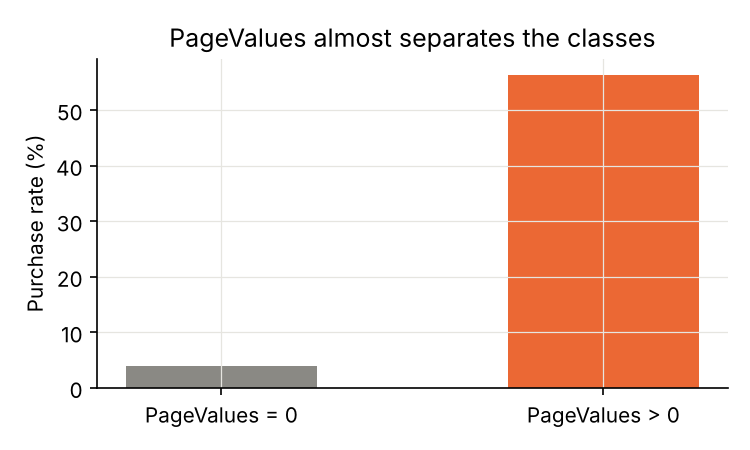 PageValues almost separates the classes
Purchase rate (%)
50
40
30
20
10
0
PageValues = 0
PageValues > 0